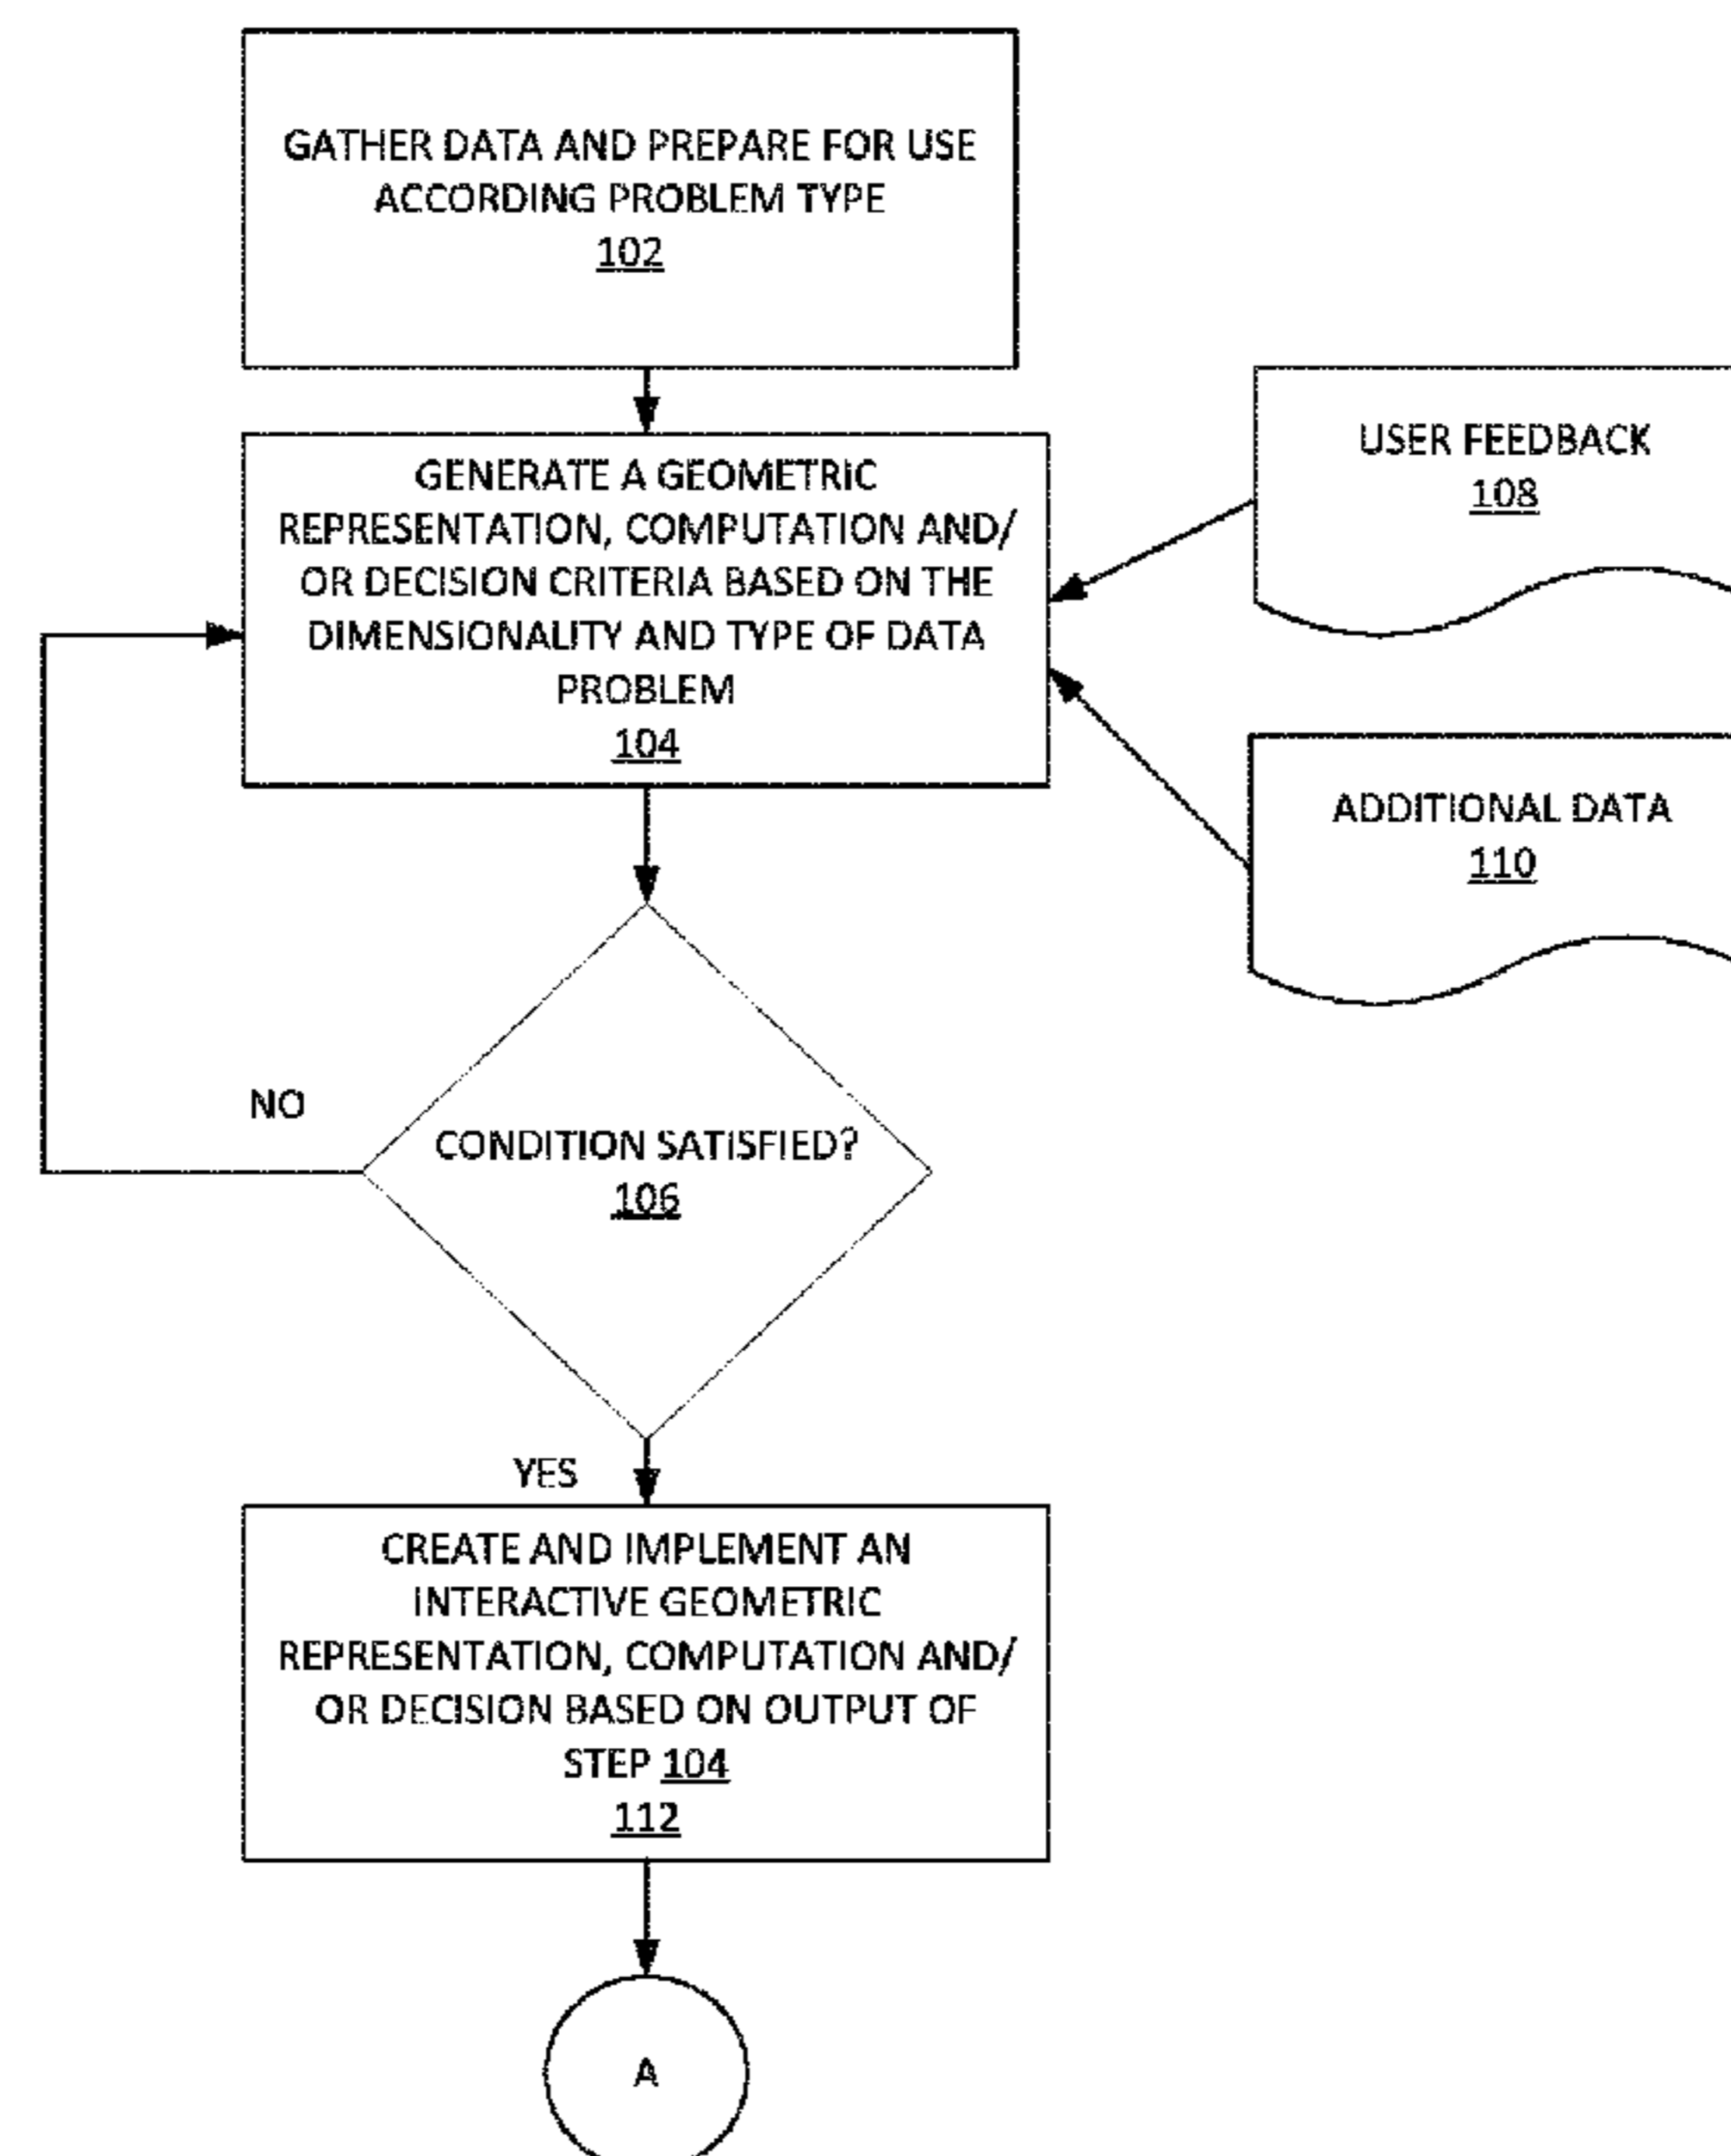 GATHER DATA AND PREPARE FOR USE
ACCORDING PROBLEM TYPE
102
GENERATE A GEOMETRIC
REPRESENTATION, COMPUTATION AND/
OR DECISION CRITERIA BASED ON THE
DIMENSIONALITY AND TYPE OF DATA
PROBLEM
104
USER FEEDBACK
108
ADDITIONAL DATA
110
NO
CONDITION SATISFIED?
106
YES
CREATE AND IMPLEMENT AN
INTERACTIVE GEOMETRIC
REPRESENTATION, COMPUTATION AND/
OR DECISION BASED ON OUTPUT OF
STEP 104
112
A